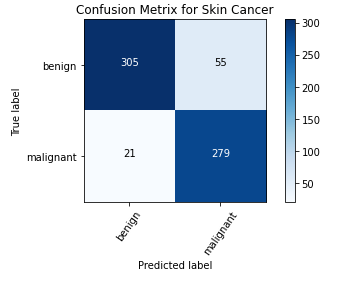 Confusion Metrix for Skin Cancer
300
250
200
150
100
50
True label
benign
malignant
305
55
21
279
benign
malignant
Predicted label